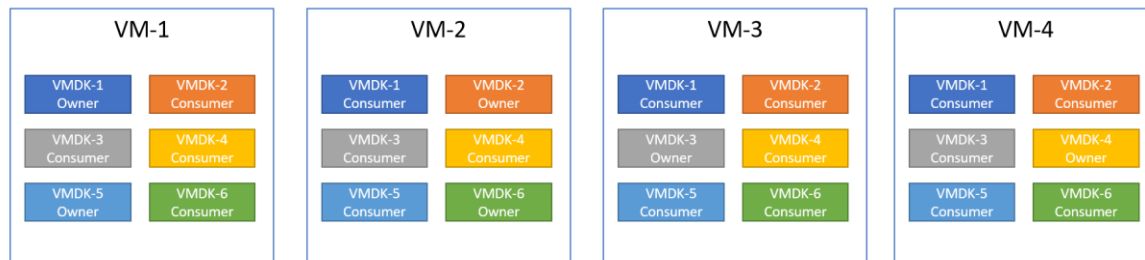 VM-1
VMDK-1
Owner
VMDK-2
Consumer
VMDK-3
Consumer
VMDK-4
Consumer
VMDK-5
Owner
VMDK-6
Consumer
VM-2
VMDK-1
Consumer
VMDK-2
Owner
VMDK-3
Consumer
VMDK-4
Consumer
VMDK-5
Consumer
VMDK-6
Owner
VM-3
VMDK-1
Consumer
VMDK-2
Consumer
VMDK-3
Owner
VMDK-4
Consumer
VMDK-5
Consumer
VMDK-6
Consumer
VM-4
VMDK-1
Consumer
VMDK-2
Consumer
VMDK-3
Consumer
VMDK-4
Owner
VMDK-5
Consumer
VMDK-6
Consumer